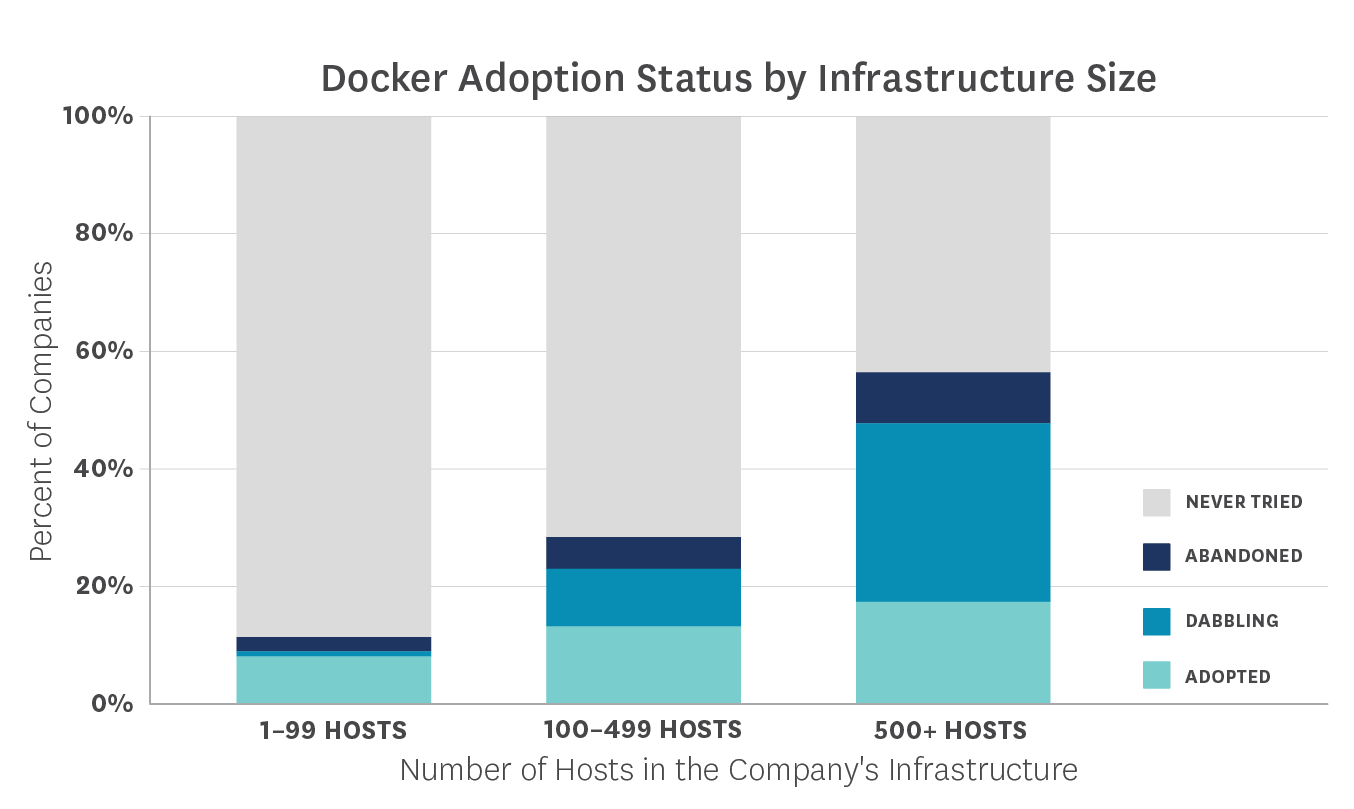 Docker Adoption Status by Infrastructure Size
100%
80%
60%
40%
20%
0%
Percent of Companies
NEVER TRIED
ABANDONED
DABBLING
ADOPTED
1–99 HOSTS
100–499 HOSTS
500+ HOSTS
Number of Hosts in the Company's Infrastructure